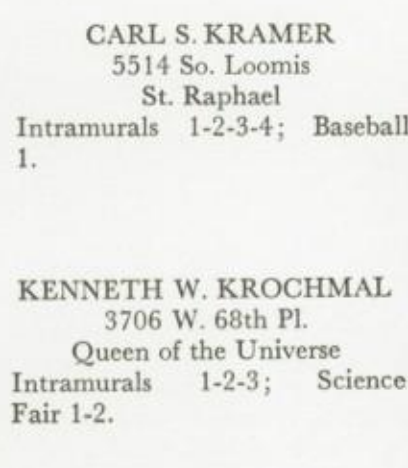 CARL S. KRAMER
5514 So. Loomis
St. Raphael
Intramurals 1-2-3-4; Baseball
1.
KENNETH W. KROCHMAL
3706 W. 68th Pl.
Queen of the Universe
Intramurals 1-2-3; Science
Fair 1-2.